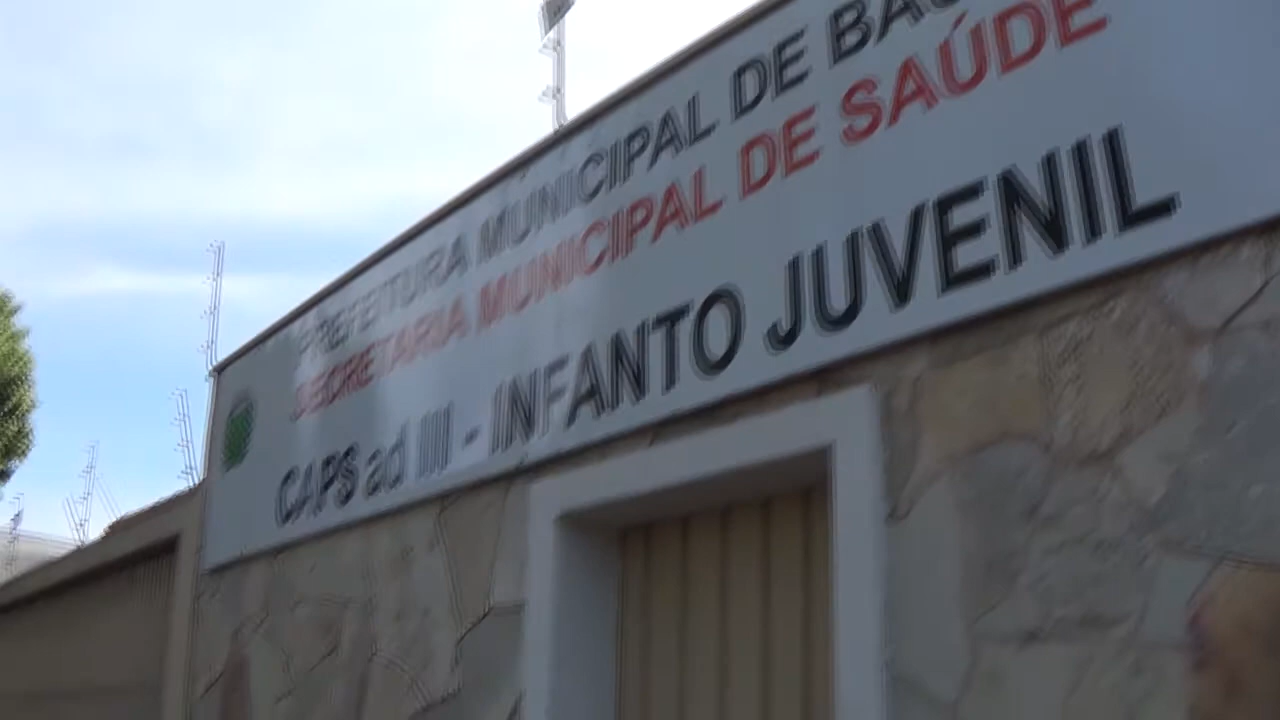 PREFEITURA MUNICIPAL DE
SECRETARIA MUNICIPAL DE SAÚDE
CAPS ad III - INFANTO JUVENIL